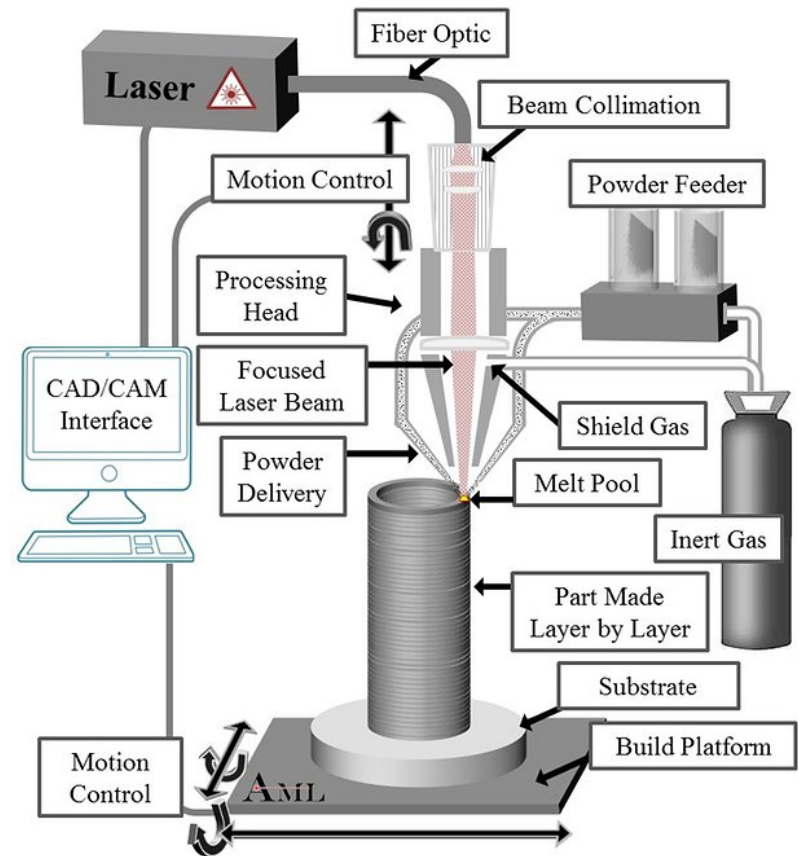 Fiber Optic
Laser
Beam Collimation
Motion Control
Powder Feeder
Processing
Head
CAD/CAM
Interface
Focused
Laser Beam
Shield Gas
Powder
Delivery
Melt Pool
Inert Gas
Part Made
Layer by Layer
Substrate
Build Platform
Motion
Control
AML